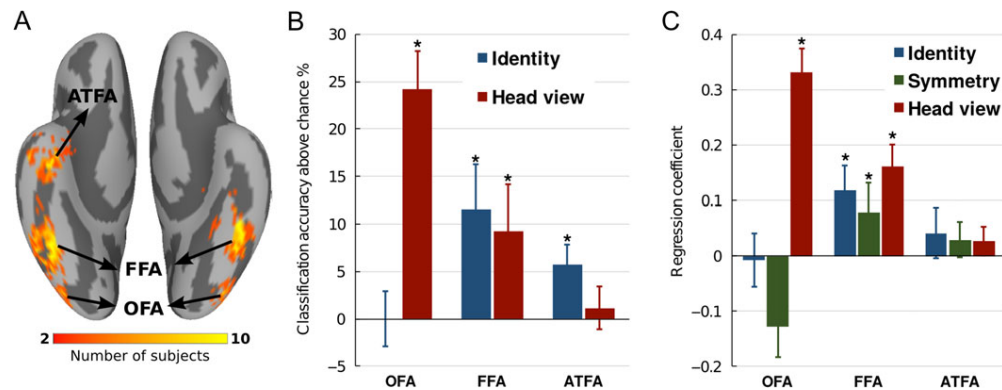 A
ATFA
FFA
OFA
2 10
Number of subjects
B
Classification accuracy above chance %
30
25
20
15
10
5
0
−5
Identity
Head view
*
*
*
*
OFA FFA ATFA
C
Regression coefficient
0.4
0.3
0.2
0.1
0
−0.1
−0.2
Identity
Symmetry
Head view
*
*
*
*
OFA FFA ATFA